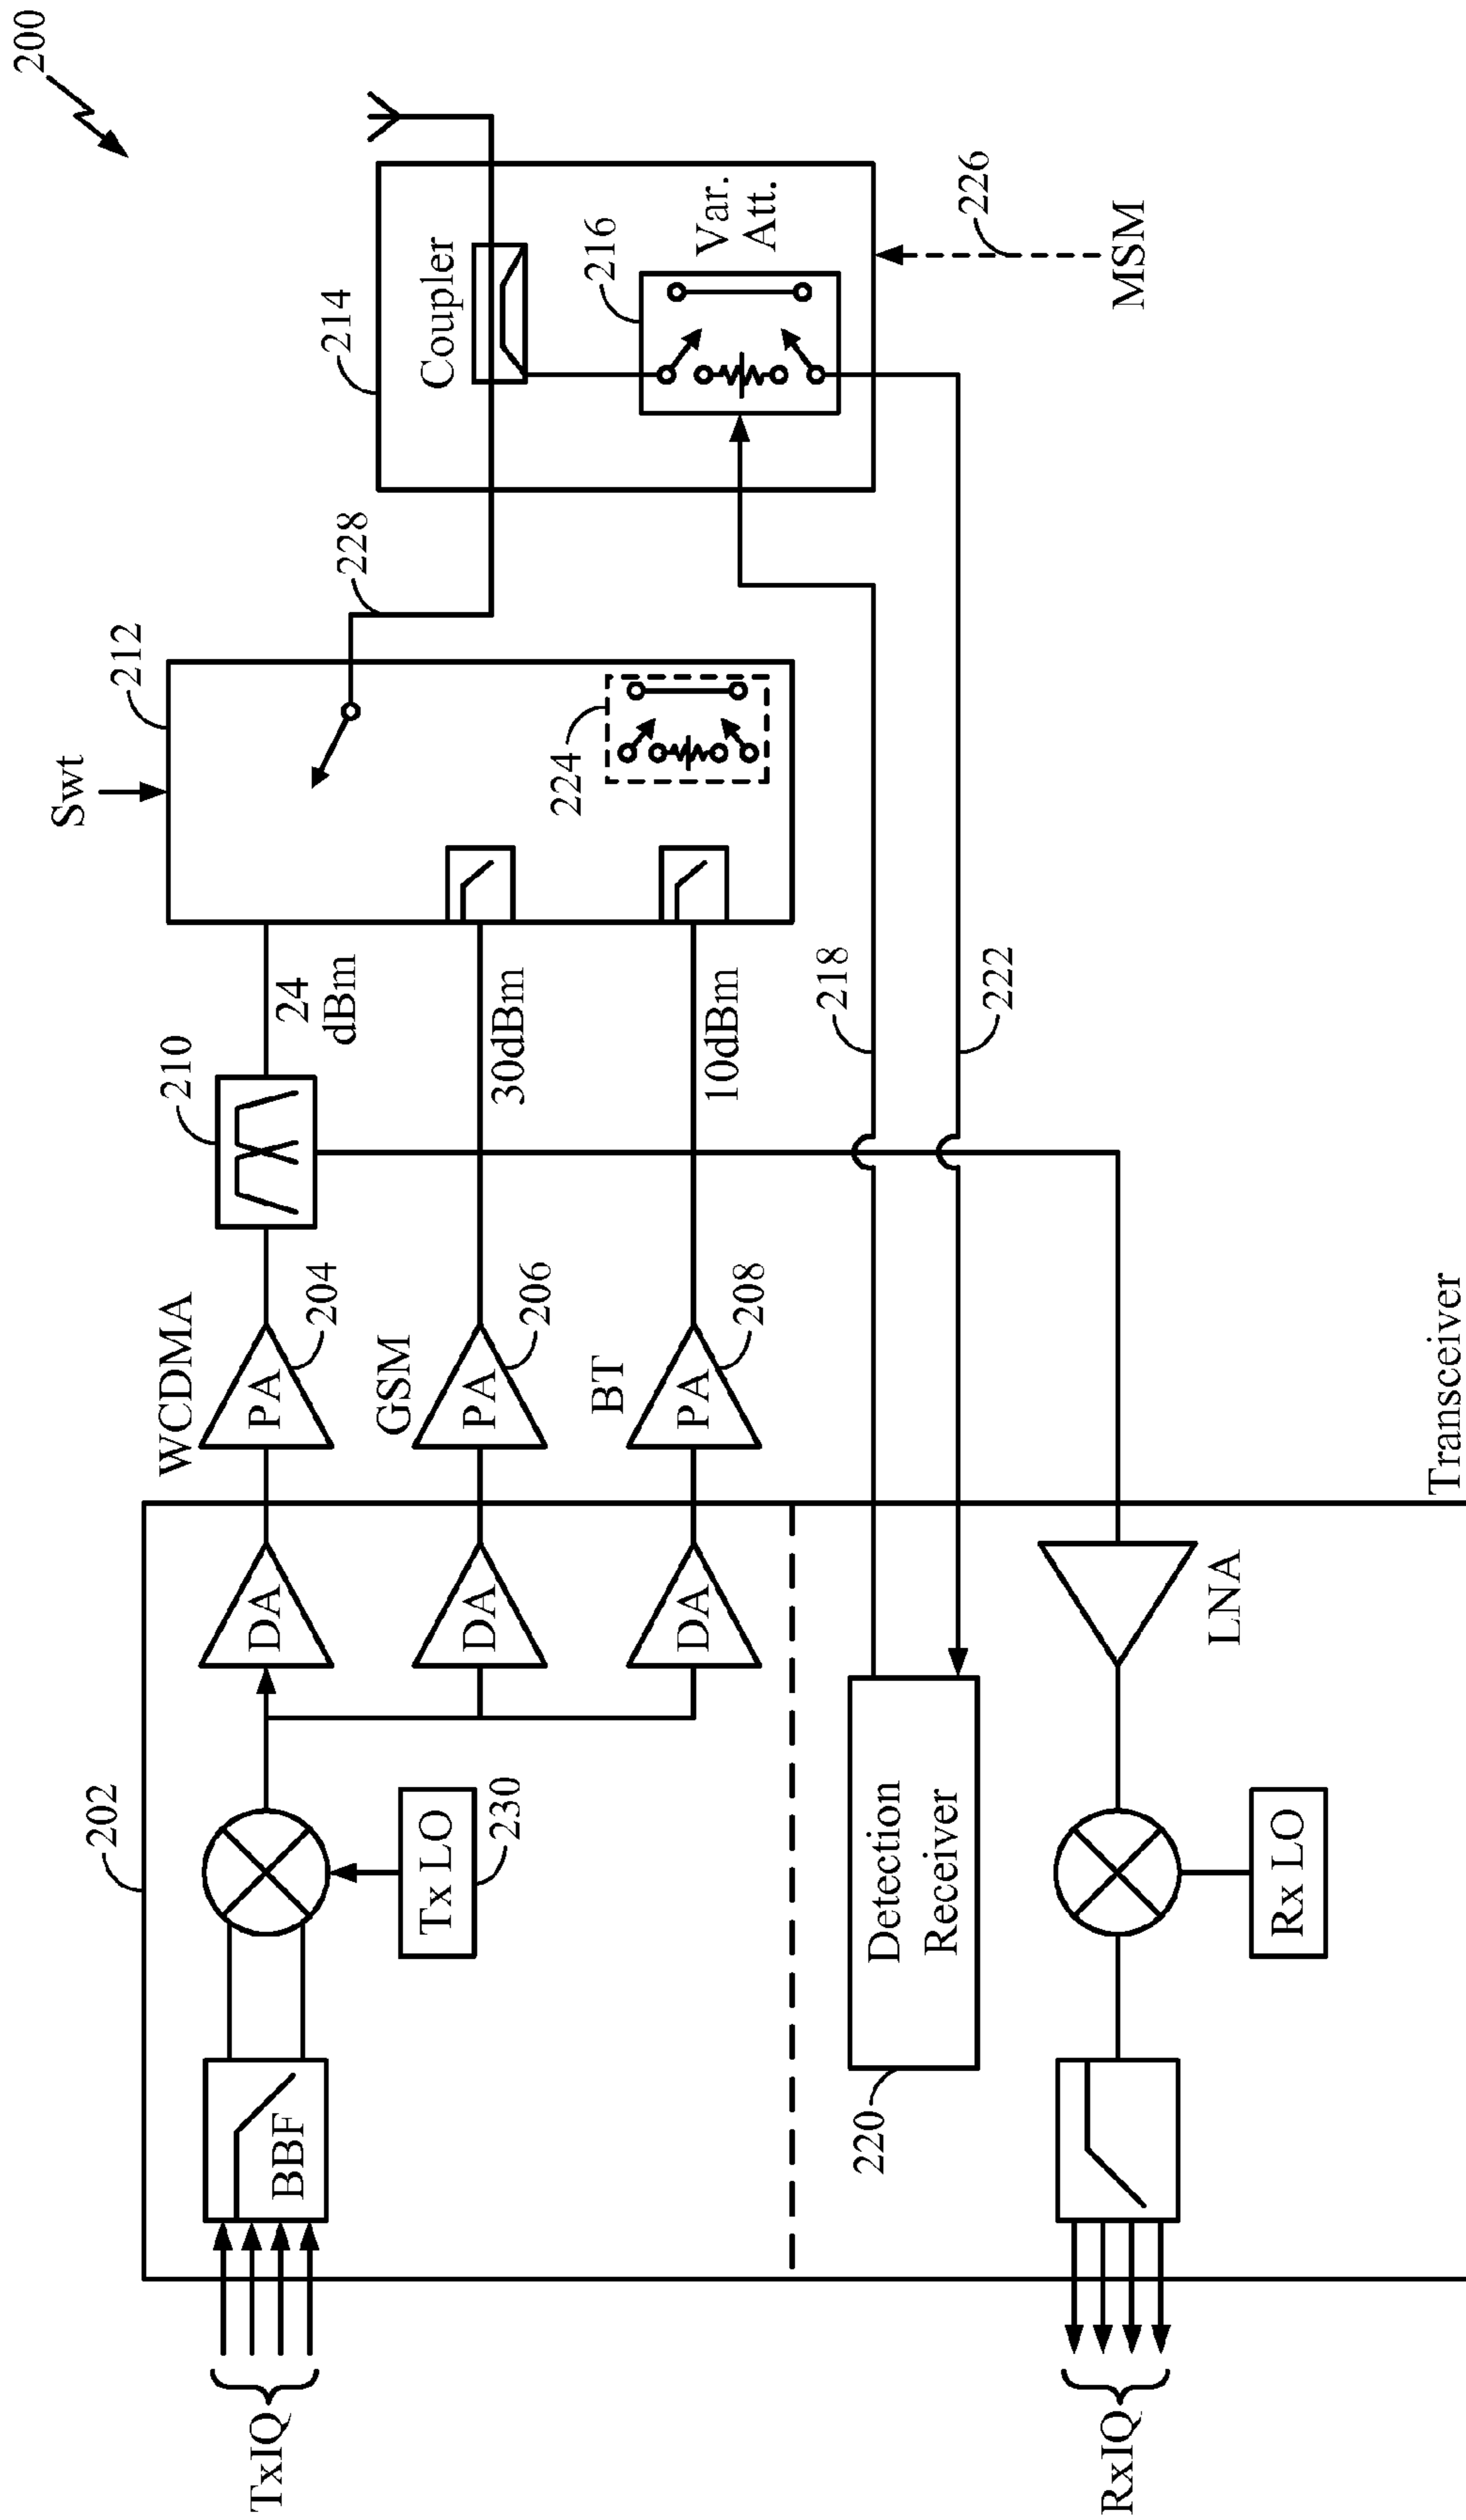 200
Swt
212
228
214
Coupler
216
Var.
Att.
226
MSM
224
210
24
dBm
30dBm
10dBm
218
222
WCDMA
PA
204
GSM
PA
206
BT
PA
208
202
DA
DA
DA
TxIQ
BBF
Tx LO
230
220
Detection
Receiver
LNA
Rx LO
RxIQ
Transceiver